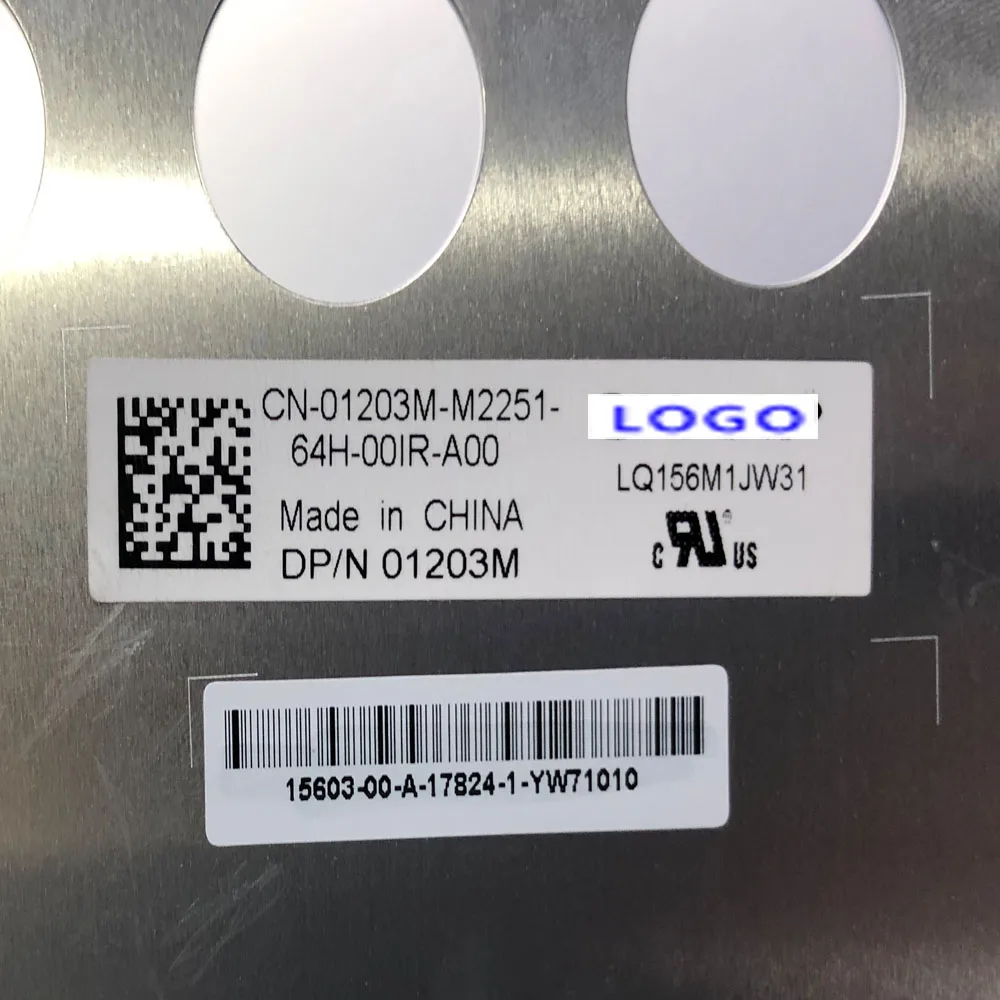 CN-01203M-M2251-
64H-00IR-A00
Made in CHINA
DP/N 01203M
LOGO
LQ156M1JW31
c RU ® US
15603-00-A-17824-1-YW71010